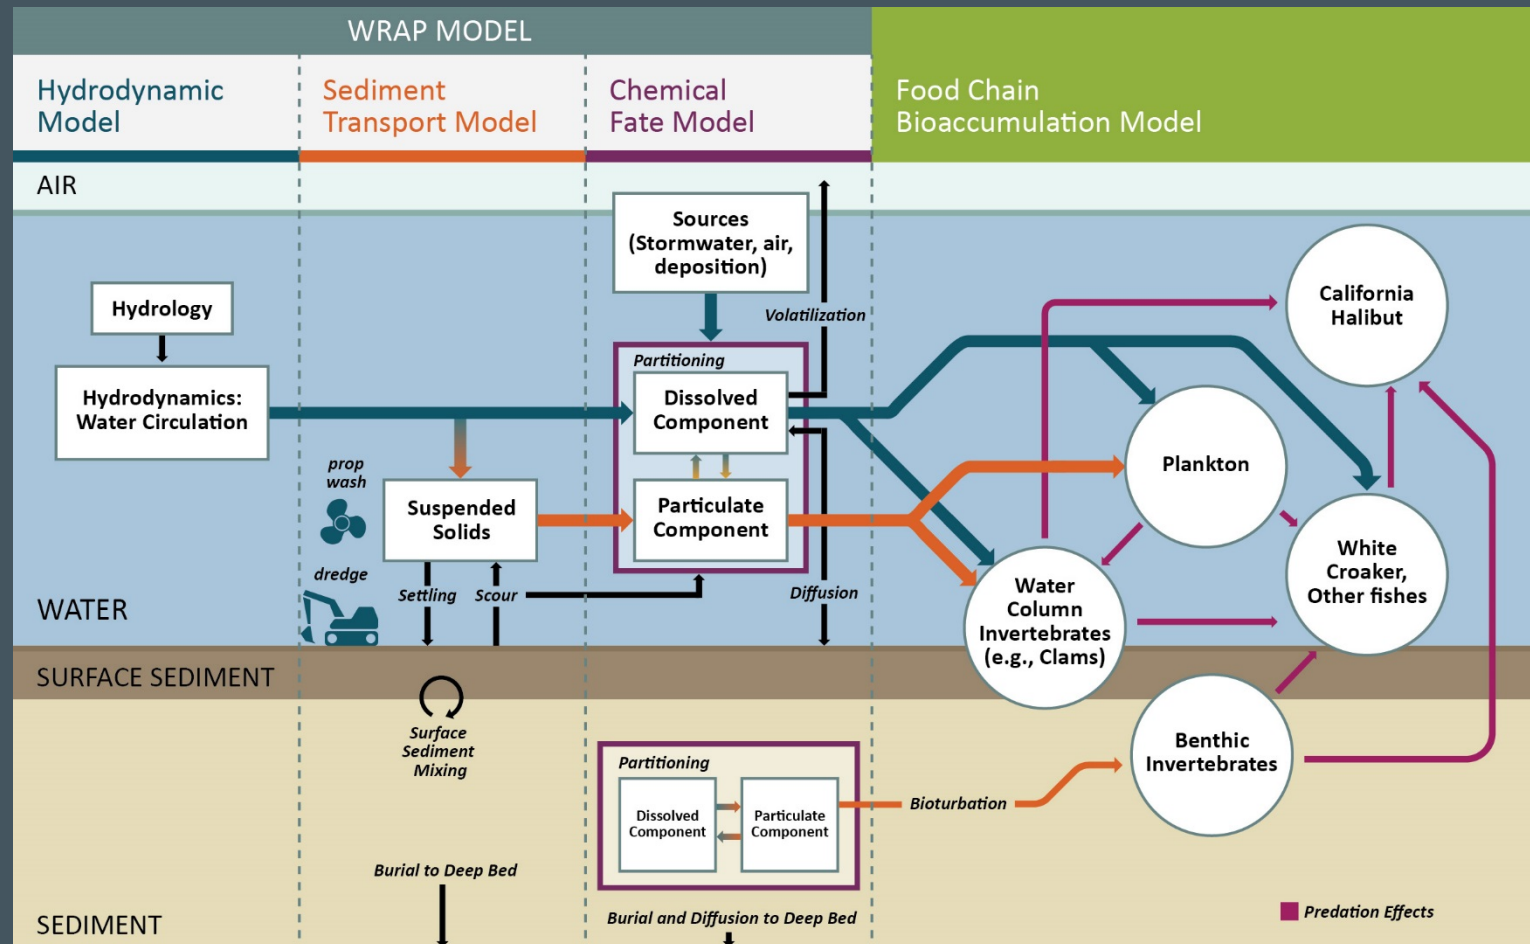 WRAP MODEL
Hydrodynamic
Model
Sediment
Transport Model
Chemical
Fate Model
Food Chain
Bioaccumulation Model
AIR
Sources
(Stormwater, air,
deposition)
Volatilization
Hydrology
Hydrodynamics:
Water Circulation
Partitioning
Dissolved
Component
Particulate
Component
prop
wash
Suspended
Solids
dredge
Settling
Scour
Diffusion
WATER
California
Halibut
Plankton
White
Croaker,
Other fishes
Water
Column
Invertebrates
(e.g., Clams)
Benthic
Invertebrates
SURFACE SEDIMENT
Surface
Sediment
Mixing
Partitioning
Dissolved
Component
Particulate
Component
Bioturbation
Burial to Deep Bed
Burial and Diffusion to Deep Bed
SEDIMENT
Predation Effects